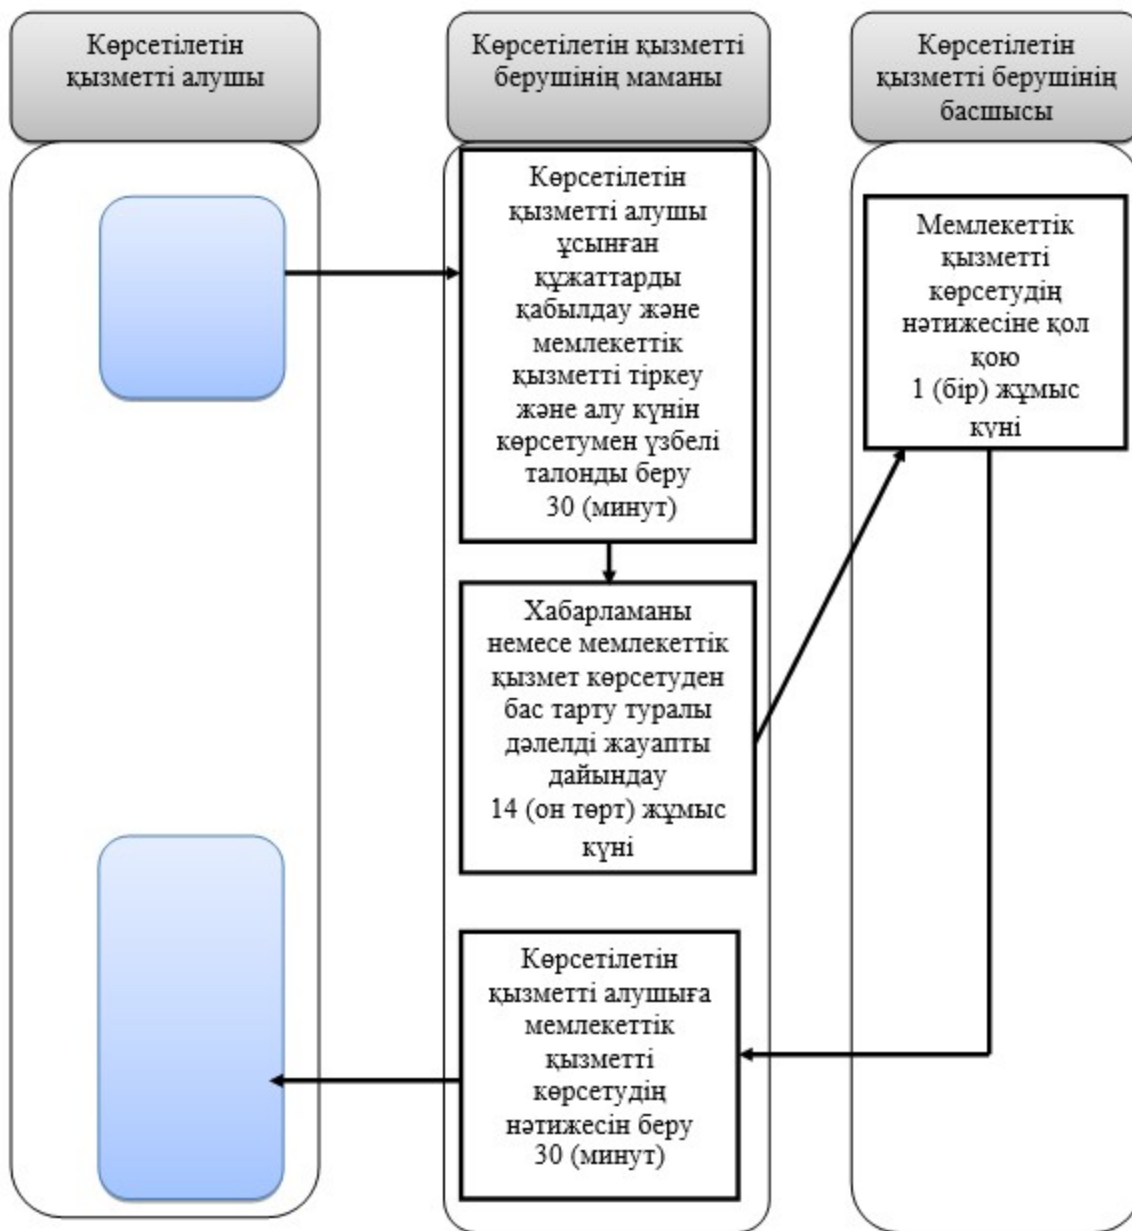 Көрсетілетін
қызметті алушы
Көрсетілетін қызметті
берушінің маманы
Көрсетілетін
қызметті берушінің
басшысы
Көрсетілетін
қызметті алушы
ұсынған
құжаттарды
қабылдау және
мемлекеттік
қызметті тіркеу
және алу күнін
көрсетумен үзбелі
талонды беру
30 (минут)
Мемлекеттік
қызметті
көрсетудің
нәтижесіне қол
қою
1 (бір) жұмыс
күні
Хабарламаны
немесе мемлекеттік
қызмет көрсетуден
бас тарту туралы
дәлелді жауапты
дайындау
14 (он төрт) жұмыс
күні
Көрсетілетін
қызметті алушыға
мемлекеттік
қызметті
көрсетудің
нәтижесін беру
30 (минут)